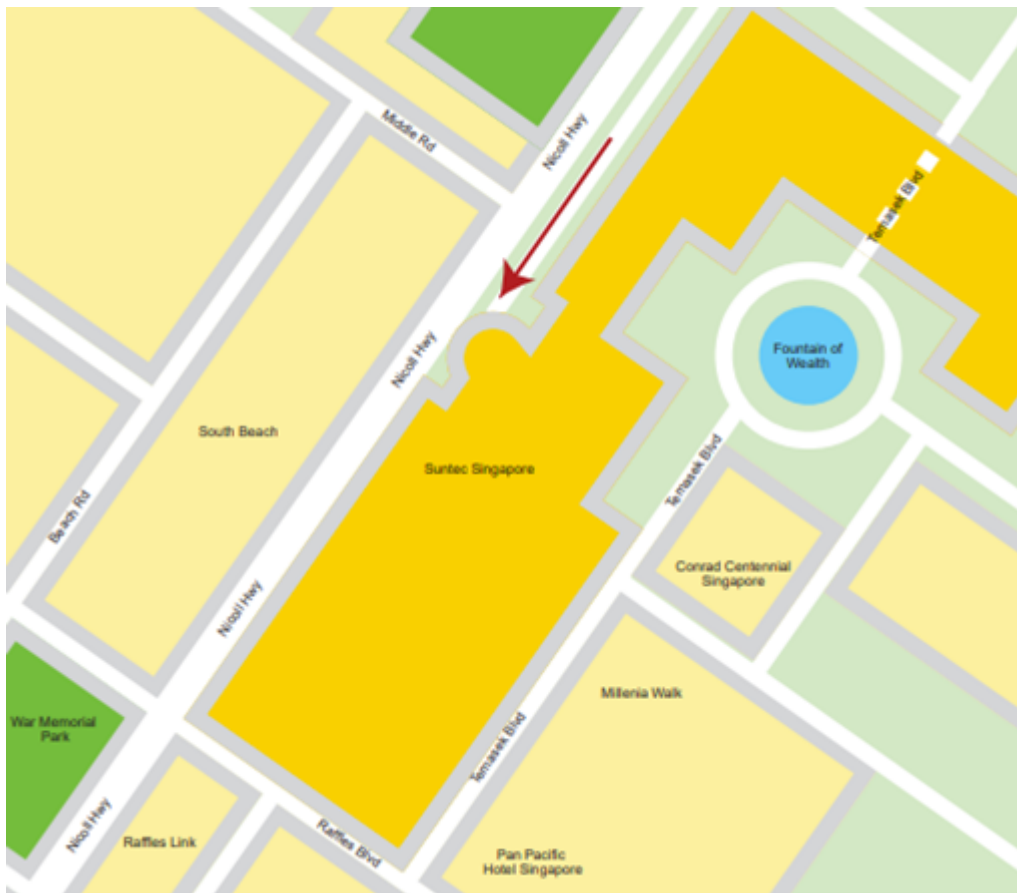 Middle Rd
Nicoll Hwy
Temasek Blvd
Nicoll Hwy
Fountain of
Wealth
South Beach
Suntec Singapore
Temasek Blvd
Beach Rd
Conrad Centennial
Singapore
Nicoll Hwy
Millenia Walk
War Memorial
Park
Temasek Blvd
Nicoll Hwy
Raffles Link
Raffles Blvd
Pan Pacific
Hotel Singapore